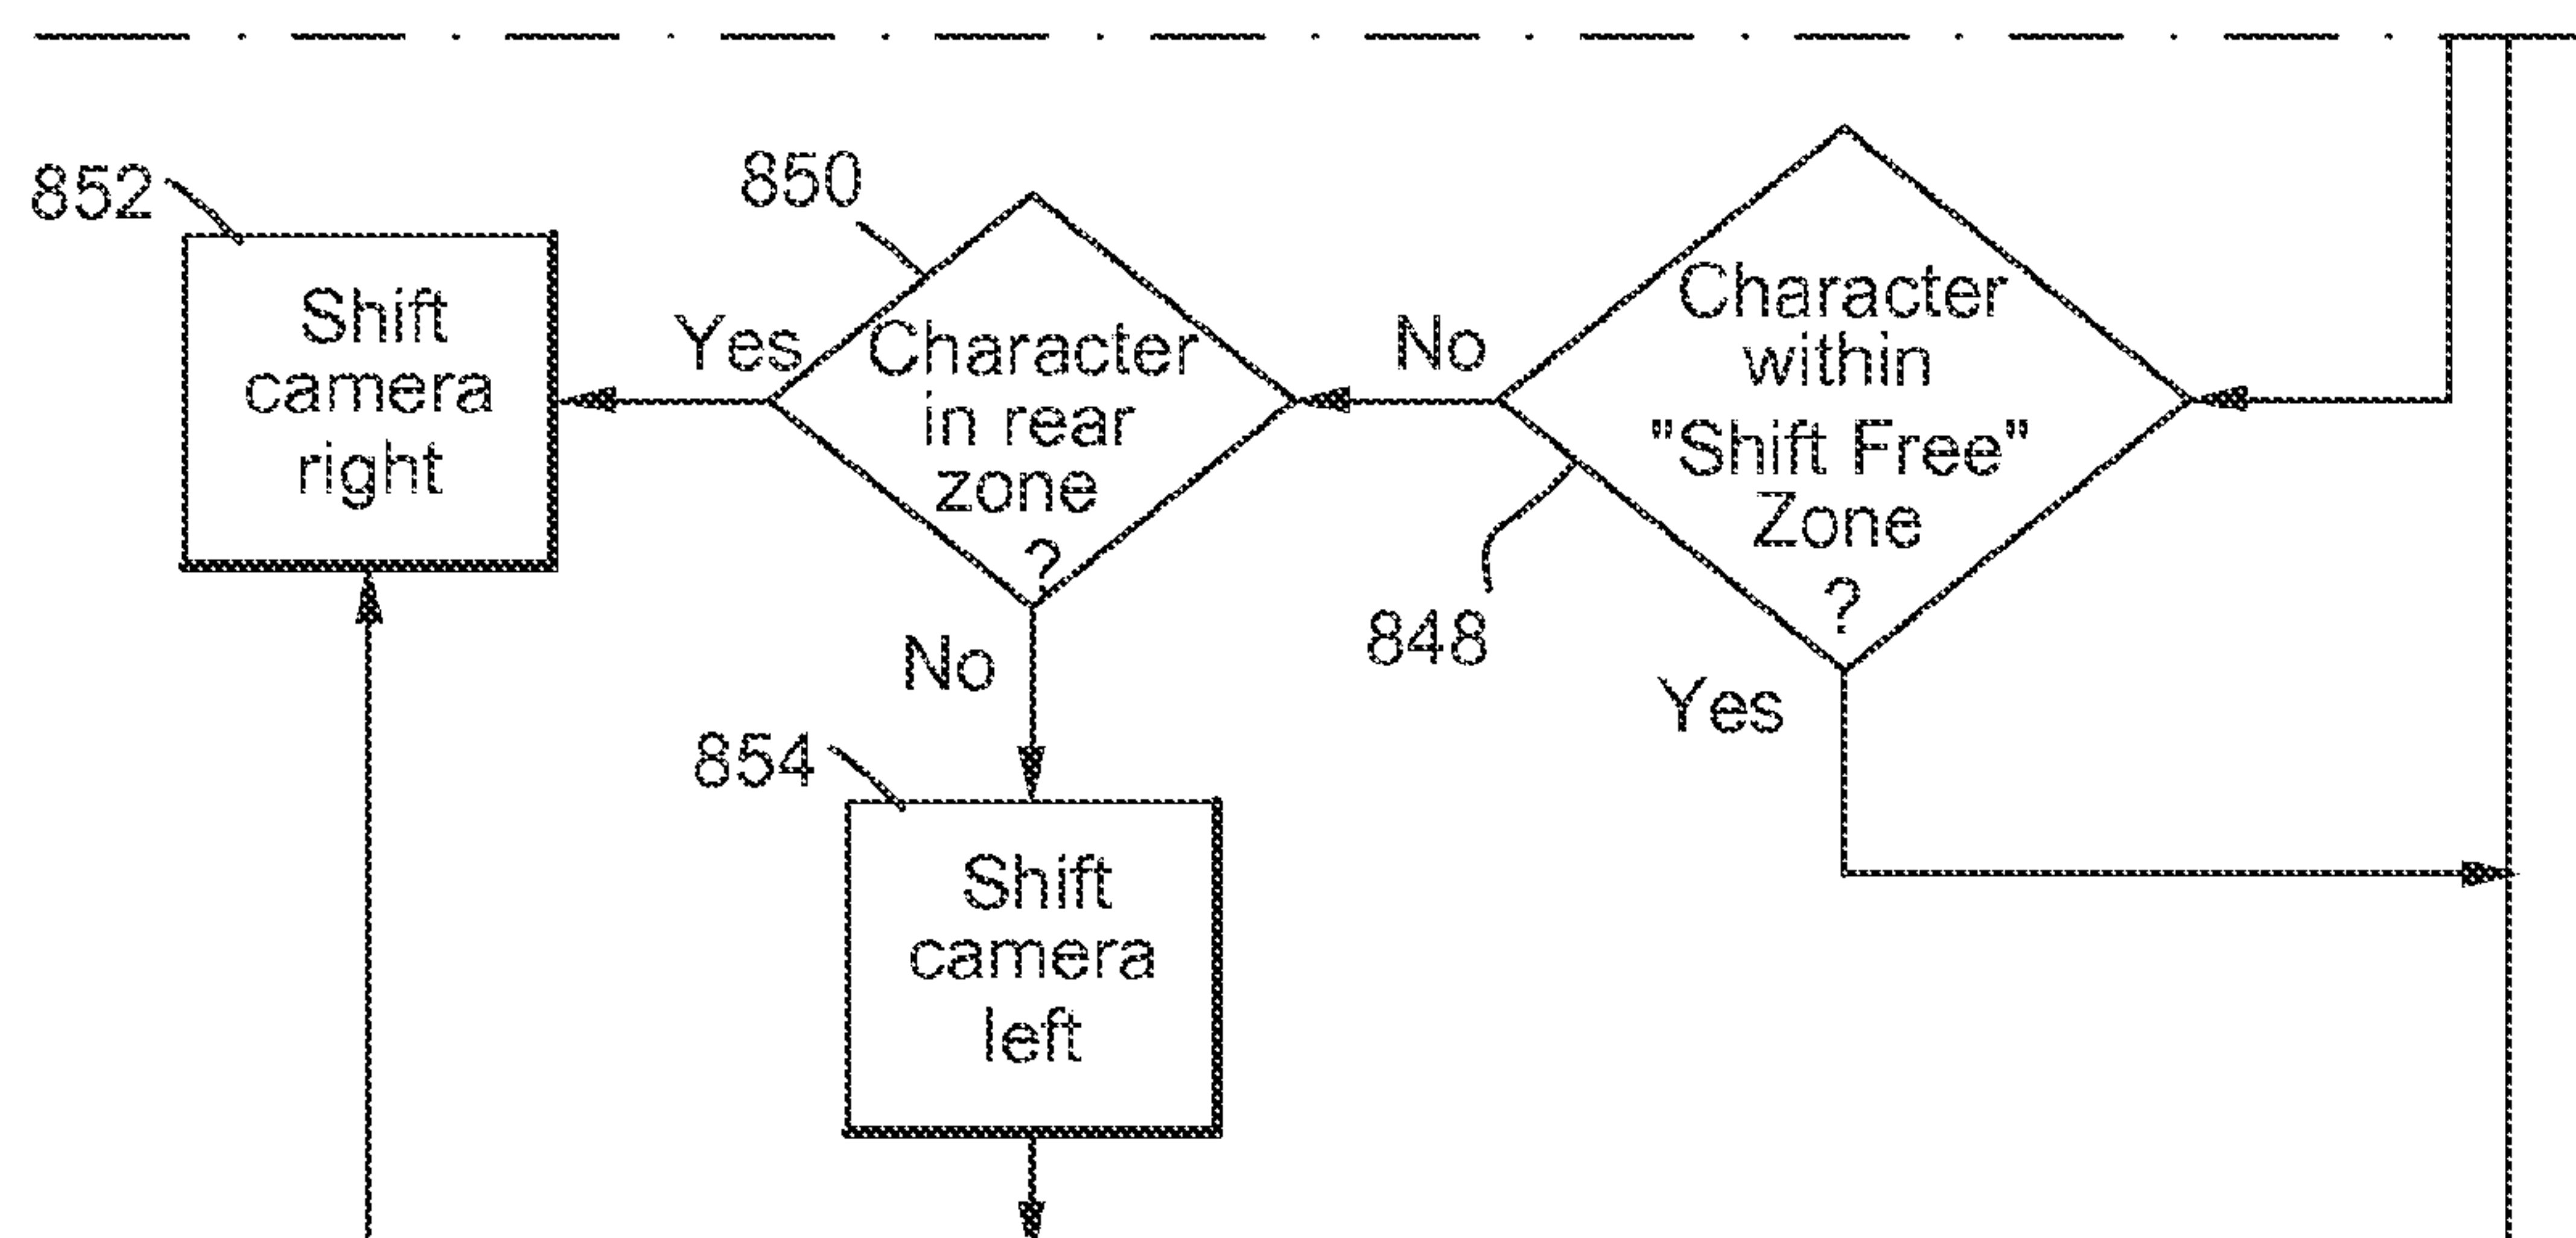 852
Shift
camera
right
850
Yes
Character
in rear
zone
?
No
No
Character
within
"Shift Free"
Zone
?
848
Yes
854
Shift
camera
left